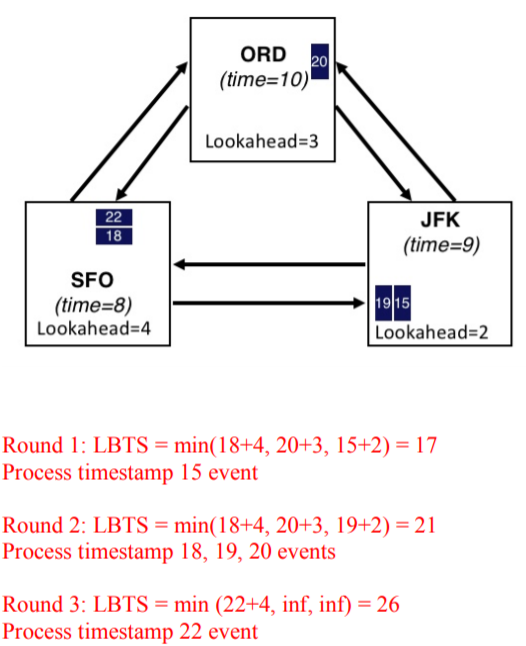 ORD
20
(time=10)
Lookahead=3
22
18
SFO
(time=8)
Lookahead=4
JFK
(time=9)
19 15
Lookahead=2
Round 1: LBTS = min(18+4, 20+3, 15+2) = 17
Process timestamp 15 event
Round 2: LBTS = min(18+4, 20+3, 19+2) = 21
Process timestamp 18, 19, 20 events
Round 3: LBTS = min (22+4, inf, inf) = 26
Process timestamp 22 event